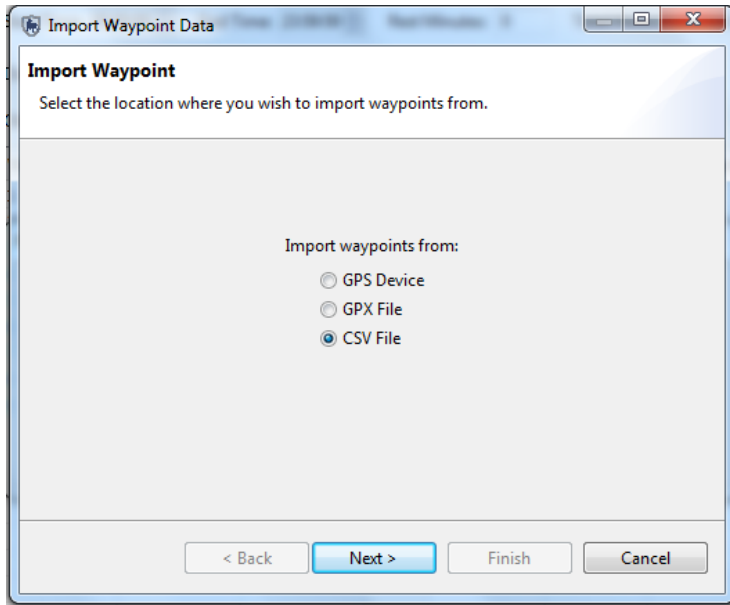 Import Waypoint Data
Import Waypoint
Select the location where you wish to import waypoints from.
Import waypoints from:
GPS Device
GPX File
CSV File
< Back Next > Finish Cancel